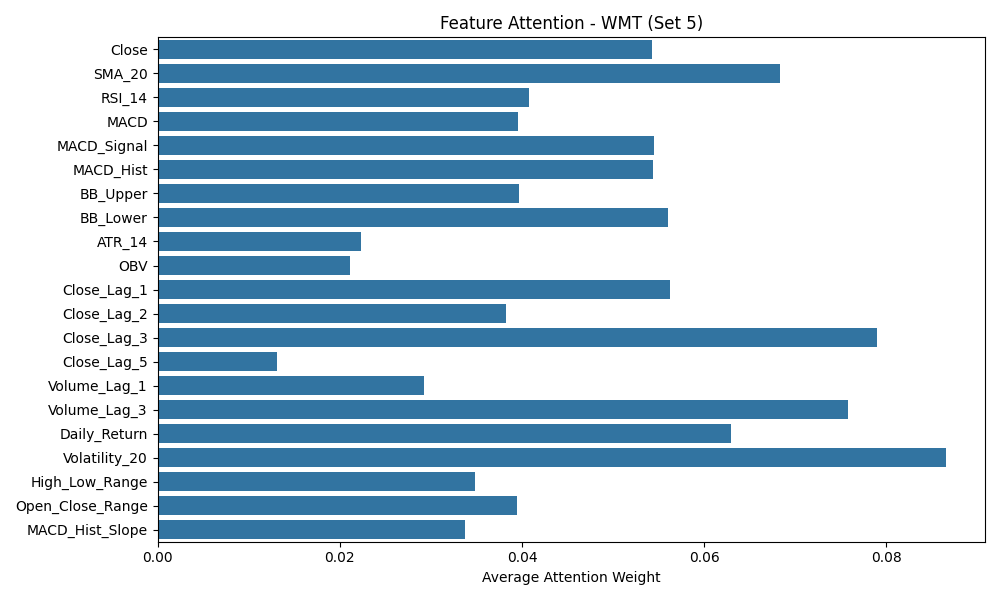 Feature Attention - WMT (Set 5)
Close
SMA_20
RSI_14
MACD
MACD_Signal
MACD_Hist
BB_Upper
BB_Lower
ATR_14
OBV
Close_Lag_1
Close_Lag_2
Close_Lag_3
Close_Lag_5
Volume_Lag_1
Volume_Lag_3
Daily_Return
Volatility_20
High_Low_Range
Open_Close_Range
MACD_Hist_Slope
0.00 0.02 0.04 0.06 0.08
Average Attention Weight